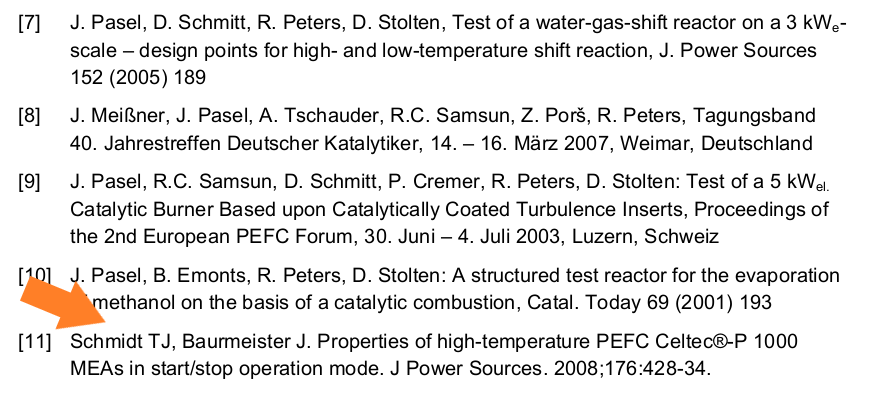 [7] J. Pasel, D. Schmitt, R. Peters, D. Stolten, Test of a water-gas-shift reactor on a 3 kWe-
scale – design points for high- and low-temperature shift reaction, J. Power Sources
152 (2005) 189
[8] J. Meißner, J. Pasel, A. Tschauder, R.C. Samsun, Z. Porš, R. Peters, Tagungsband
40. Jahrestreffen Deutscher Katalytiker, 14. – 16. März 2007, Weimar, Deutschland
[9] J. Pasel, R.C. Samsun, D. Schmitt, P. Cremer, R. Peters, D. Stolten: Test of a 5 kWel.
Catalytic Burner Based upon Catalytically Coated Turbulence Inserts, Proceedings of
the 2nd European PEFC Forum, 30. Juni – 4. Juli 2003, Luzern, Schweiz
[10] J. Pasel, B. Emonts, R. Peters, D. Stolten: A structured test reactor for the evaporation
methanol on the basis of a catalytic combustion, Catal. Today 69 (2001) 193
[11] Schmidt TJ, Baurmeister J. Properties of high-temperature PEFC Celtec®-P 1000
MEAs in start/stop operation mode. J Power Sources. 2008;176:428-34.